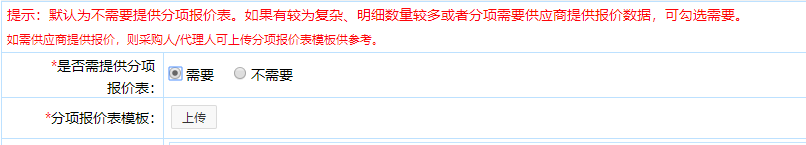 提示：默认为不需要提供分项报价表。如果有较为复杂、明细数量较多或者分项需要供应商提供报价数据，可勾选需要。
如需供应商提供报价，则采购人/代理人可上传分项报价表模板供参考。
*是否需提供分项 需要 不需要
报价表：
*分项报价表模板： 上传